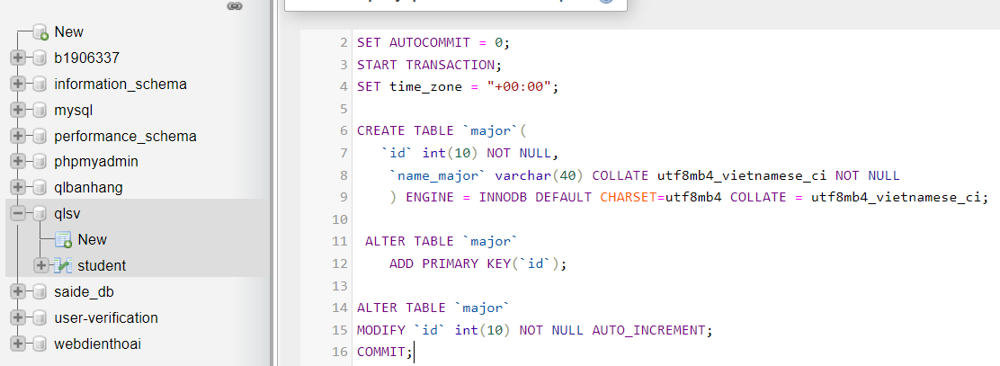 New
b1906337
information_schema
mysql
performance_schema
phpmyadmin
qlbanhang
qlsv
New
student
saide_db
user-verification
webdienthoai
2 SET AUTOCOMMIT = 0;
3 START TRANSACTION;
4 SET time_zone = "+00:00";
5
6 CREATE TABLE `major`(
7 `id` int(10) NOT NULL,
8 `name_major` varchar(40) COLLATE utf8mb4_vietnamese_ci NOT NULL
9 ) ENGINE = INNODB DEFAULT CHARSET=utf8mb4 COLLATE = utf8mb4_vietnamese_ci;
10
11 ALTER TABLE `major`
12 ADD PRIMARY KEY(`id`);
13
14 ALTER TABLE `major`
15 MODIFY `id` int(10) NOT NULL AUTO_INCREMENT;
16 COMMIT;